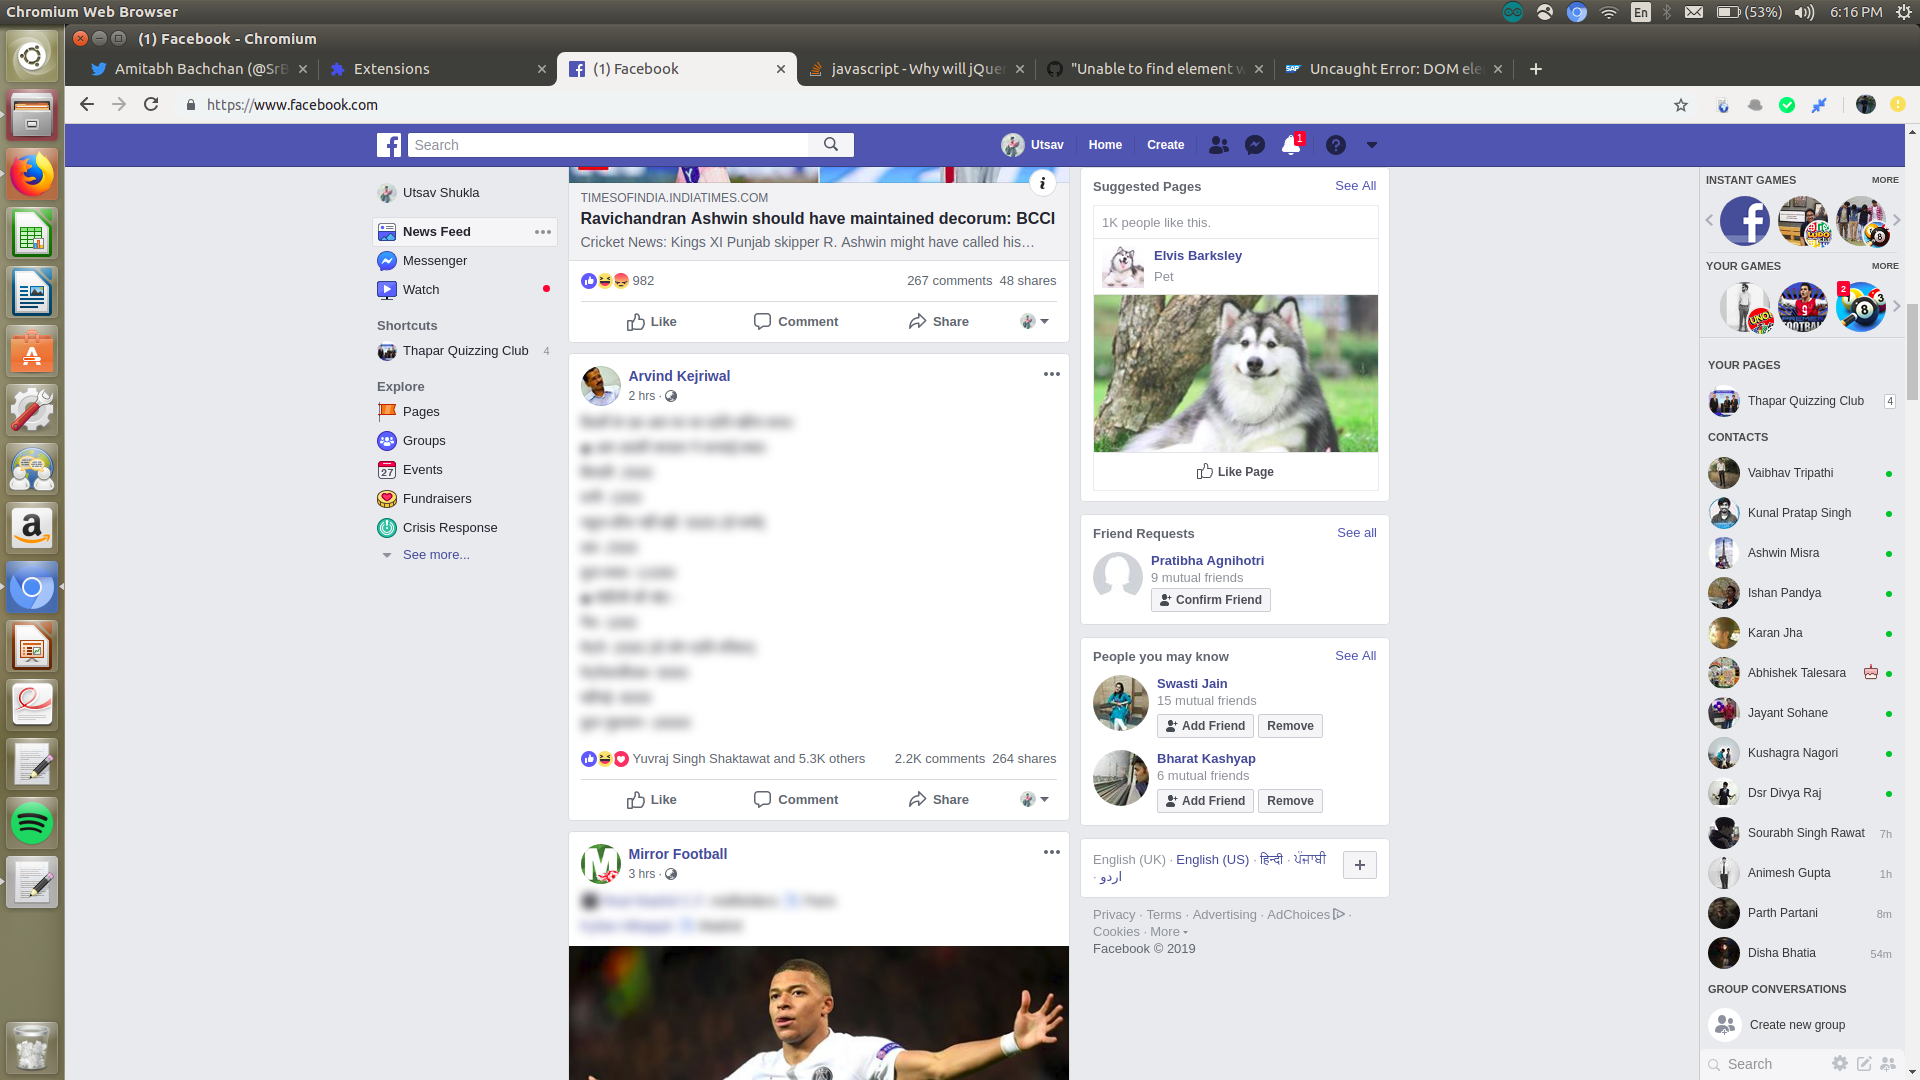 Chromium Web Browser
En
(53%)
6:16 PM
(1) Facebook - Chromium
Amitabh Bachchan (@SrB
Extensions
(1) Facebook
javascript - Why will jQuer
"Unable to find element w
SAP
Uncaught Error: DOM ele
https://www.facebook.com
Search
Utsav
Home
Create
1
Utsav Shukla
News Feed
Messenger
Watch
Shortcuts
Thapar Quizzing Club 4
Explore
Pages
Groups
27
Events
Fundraisers
Crisis Response
See more...
TIMESOFINDIA.INDIATIMES.COM
Ravichandran Ashwin should have maintained decorum: BCCI
Cricket News: Kings XI Punjab skipper R. Ashwin might have called his…
982
267 comments 48 shares
Like
Comment
Share
Arvind Kejriwal
2 hrs ·
Yuvraj Singh Shaktawat and 5.3K others
2.2K comments 264 shares
Like
Comment
Share
Mirror Football
3 hrs ·
Suggested Pages
See All
1K people like this.
Elvis Barksley
Pet
Like Page
Friend Requests
See all
Pratibha Agnihotri
9 mutual friends
Confirm Friend
People you may know
See All
Swasti Jain
15 mutual friends
Add Friend
Remove
Bharat Kashyap
6 mutual friends
Add Friend
Remove
English (UK) · English (US) · हिन्दी · ਪੰਜਾਬੀ
· اردو
Privacy · Terms · Advertising · AdChoices ·
Cookies · More
Facebook © 2019
INSTANT GAMES
MORE
LUDO
8
YOUR GAMES
MORE
UNO
9
FOOTBALL
2
8
3
YOUR PAGES
Thapar Quizzing Club 4
CONTACTS
Vaibhav Tripathi
Kunal Pratap Singh
Ashwin Misra
Ishan Pandya
Karan Jha
Abhishek Talesara
Jayant Sohane
Kushagra Nagori
Dsr Divya Raj
Sourabh Singh Rawat 7h
Animesh Gupta 1h
Parth Partani 8m
Disha Bhatia 54m
GROUP CONVERSATIONS
Create new group
Search